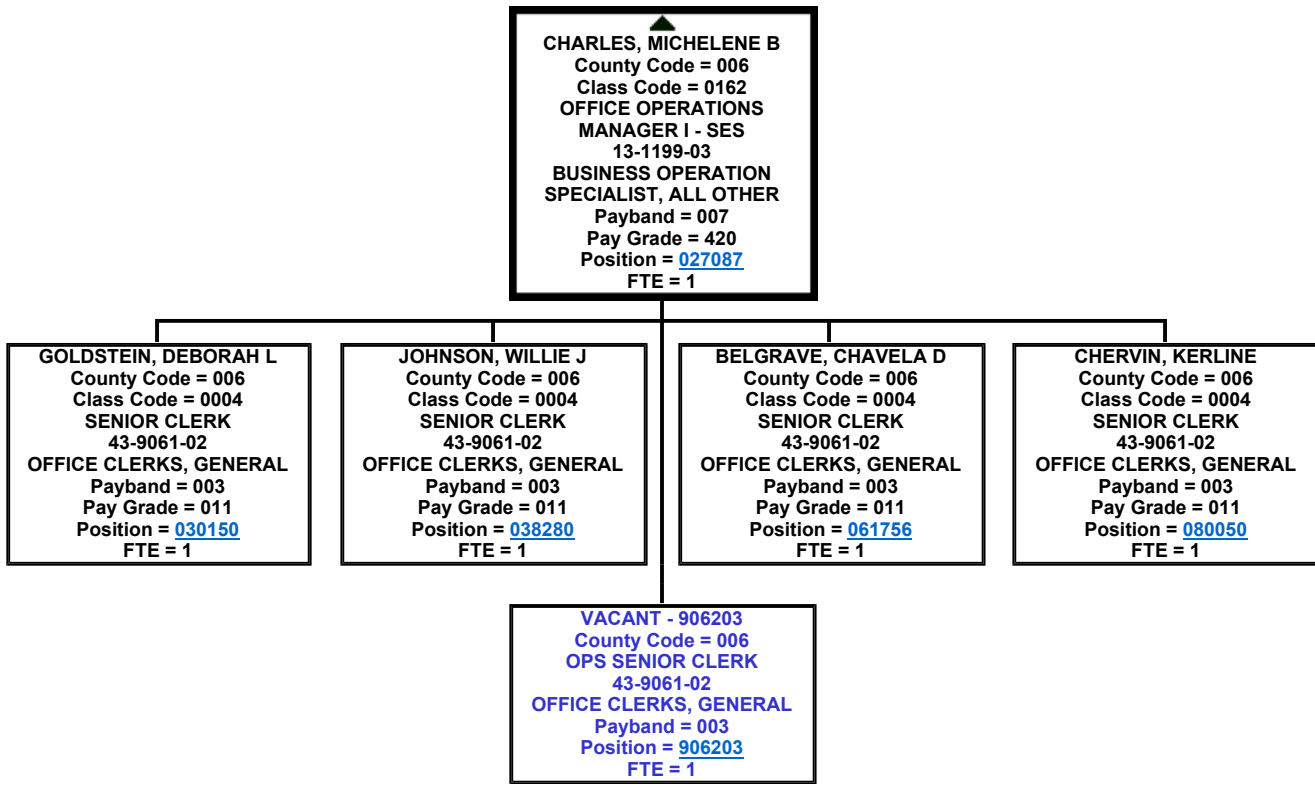 CHARLES, MICHELENE B
County Code = 006
Class Code = 0162
OFFICE OPERATIONS
MANAGER I - SES
13-1199-03
BUSINESS OPERATION
SPECIALIST, ALL OTHER
Payband = 007
Pay Grade = 420
Position = 027087
FTE = 1
GOLDSTEIN, DEBORAH L
County Code = 006
Class Code = 0004
SENIOR CLERK
43-9061-02
OFFICE CLERKS, GENERAL
Payband = 003
Pay Grade = 011
Position = 030150
FTE = 1
JOHNSON, WILLIE J
County Code = 006
Class Code = 0004
SENIOR CLERK
43-9061-02
OFFICE CLERKS, GENERAL
Payband = 003
Pay Grade = 011
Position = 038280
FTE = 1
BELGRAVE, CHAVELA D
County Code = 006
Class Code = 0004
SENIOR CLERK
43-9061-02
OFFICE CLERKS, GENERAL
Payband = 003
Pay Grade = 011
Position = 061756
FTE = 1
CHERVIN, KERLINE
County Code = 006
Class Code = 0004
SENIOR CLERK
43-9061-02
OFFICE CLERKS, GENERAL
Payband = 003
Pay Grade = 011
Position = 080050
FTE = 1
VACANT - 906203
County Code = 006
OPS SENIOR CLERK
43-9061-02
OFFICE CLERKS, GENERAL
Payband = 003
Position = 906203
FTE = 1